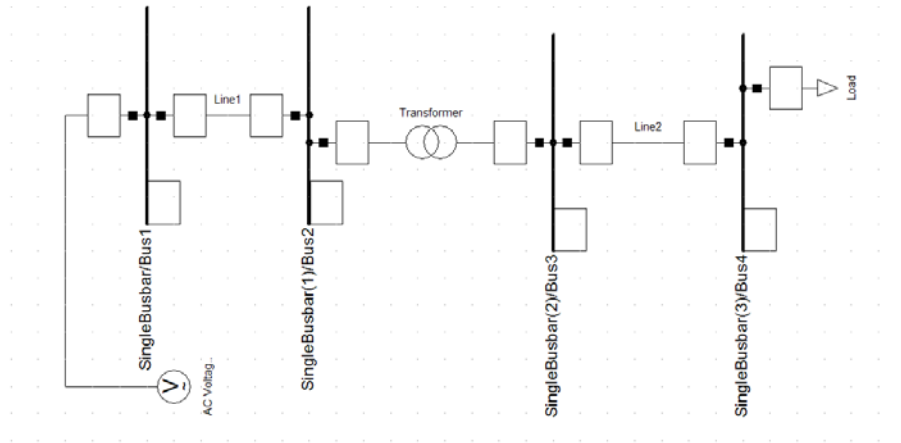 Line1
Transformer
Line2
Load
SingleBusbar/Bus1
SingleBusbar(1)/Bus2
SingleBusbar(2)/Bus3
SingleBusbar(3)/Bus4
V~
AC Voltag..